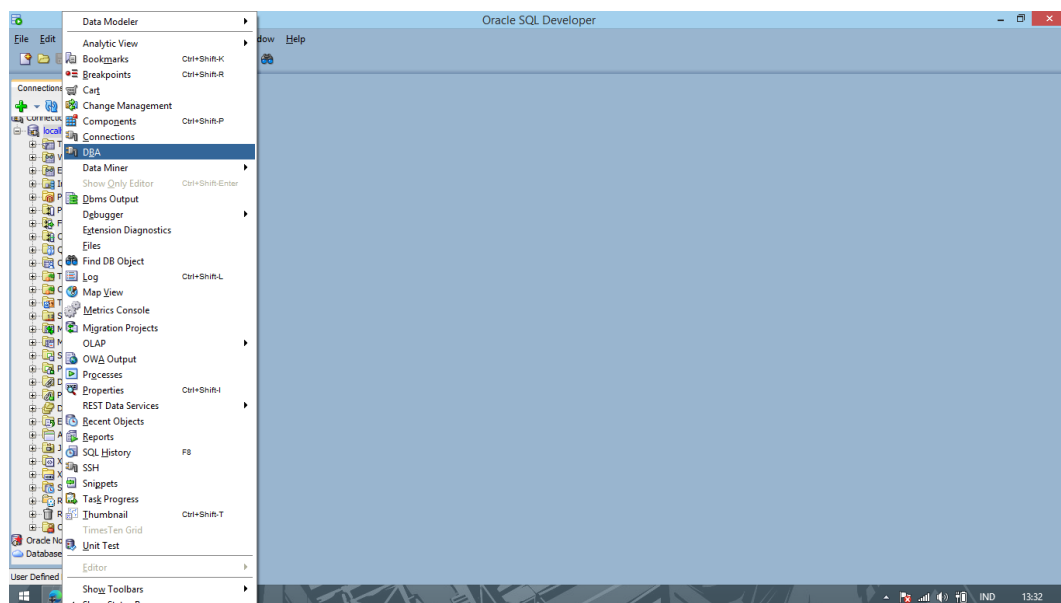 Oracle SQL Developer
File Edit
dow Help
Connections
Connectio
locall
Oracle No
Database
User Defined
Data Modeler
Analytic View
Bookmarks Ctrl+Shift-K
Breakpoints Ctrl+Shift-R
Cart
Change Management
Components Ctrl+Shift-P
Connections
DBA
Data Miner
Show Only Editor Ctrl+Shift-Enter
Dbms Output
Debugger
Extension Diagnostics
Files
Find DB Object
Log Ctrl+Shift-L
Map View
Metrics Console
Migration Projects
OLAP
OWA Output
Processes
Properties Ctrl+Shift-I
REST Data Services
Recent Objects
Reports
SQL History F8
SSH
Snippets
Task Progress
Thumbnail Ctrl+Shift-T
TimesTen Grid
Unit Test
Editor
Show Toolbars
IND 13:32